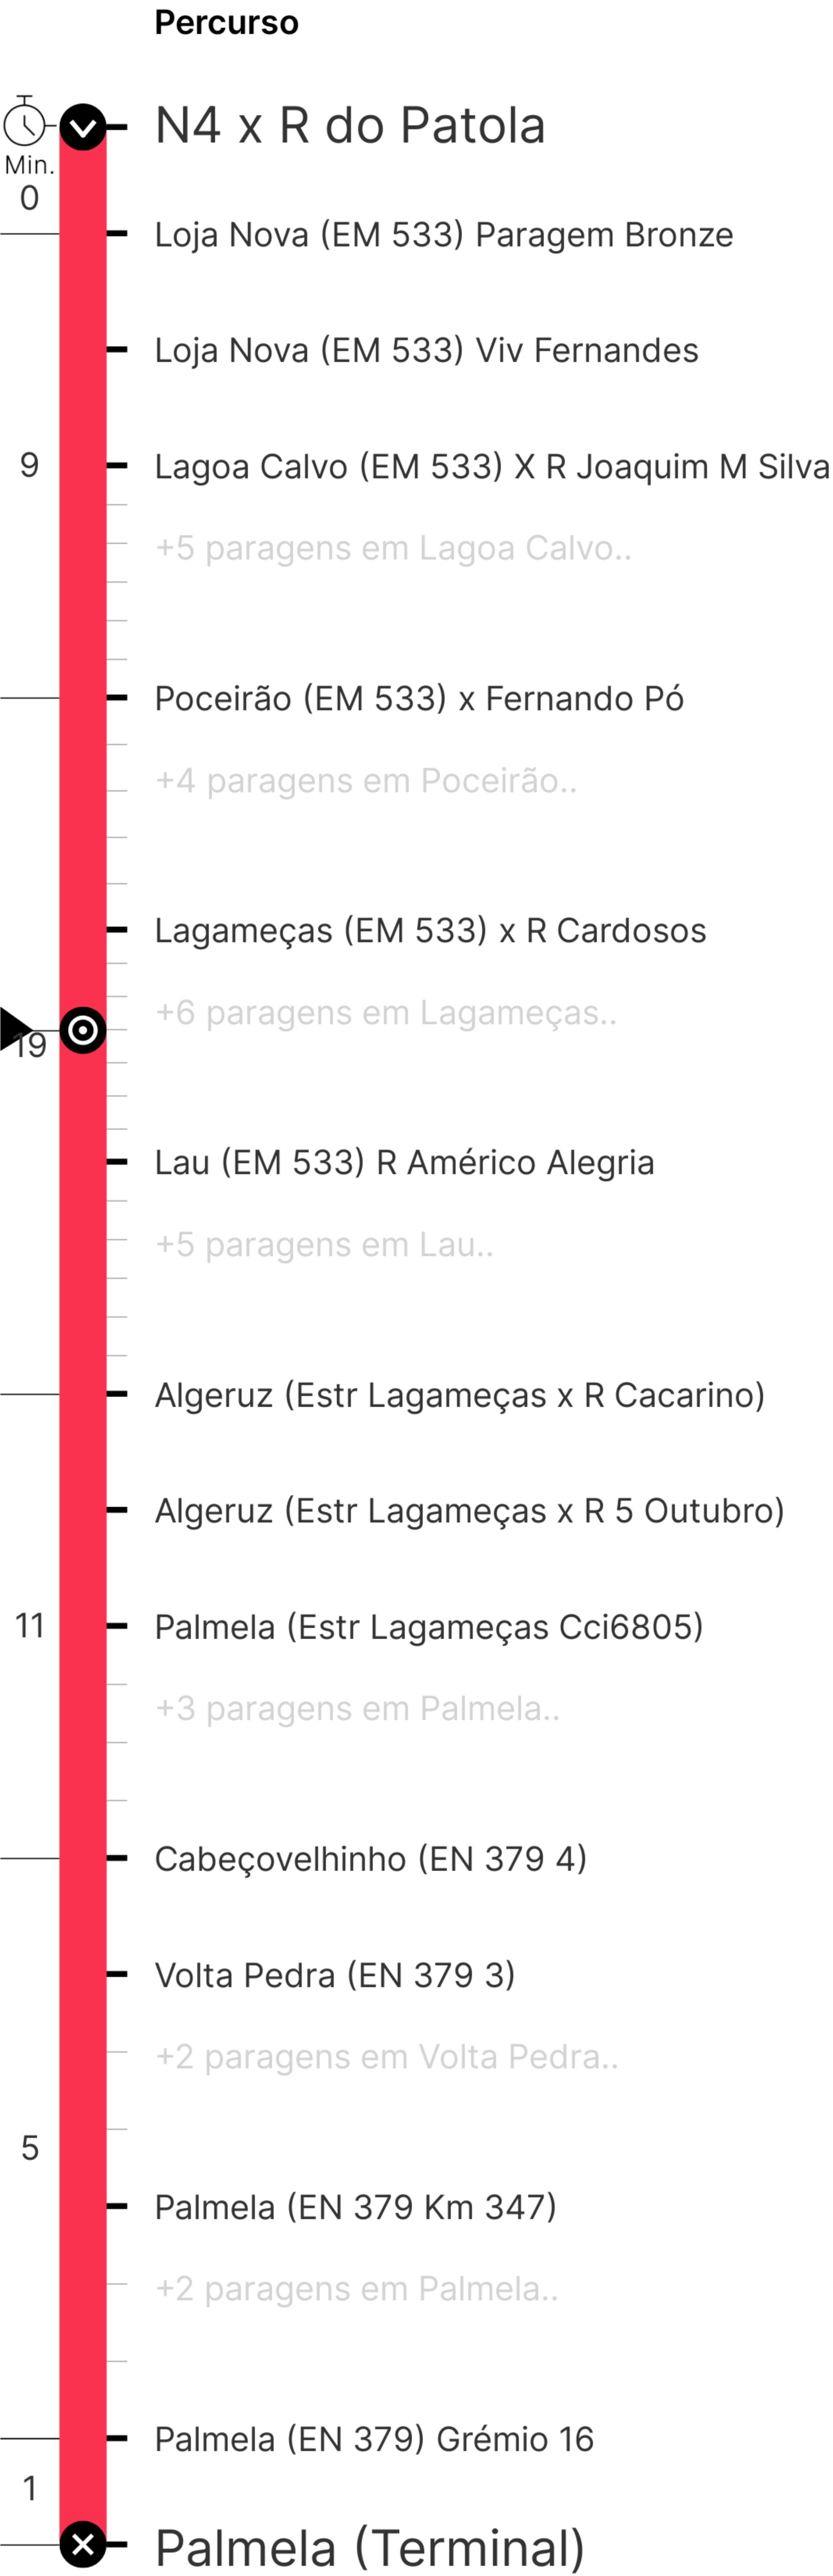 Percurso
N4 x R do Patola
Min.
0
Loja Nova (EM 533) Paragem Bronze
Loja Nova (EM 533) Viv Fernandes
9
Lagoa Calvo (EM 533) X R Joaquim M Silva
+5 paragens em Lagoa Calvo..
Poceirão (EM 533) x Fernando Pó
+4 paragens em Poceirão..
Lagameças (EM 533) x R Cardosos
+6 paragens em Lagameças..
19
Lau (EM 533) R Américo Alegria
+5 paragens em Lau..
Algeruz (Estr Lagameças x R Cacarino)
Algeruz (Estr Lagameças x R 5 Outubro)
11
Palmela (Estr Lagameças Cci6805)
+3 paragens em Palmela..
Cabeçovelhinho (EN 379 4)
Volta Pedra (EN 379 3)
+2 paragens em Volta Pedra..
5
Palmela (EN 379 Km 347)
+2 paragens em Palmela..
Palmela (EN 379) Grémio 16
1
Palmela (Terminal)